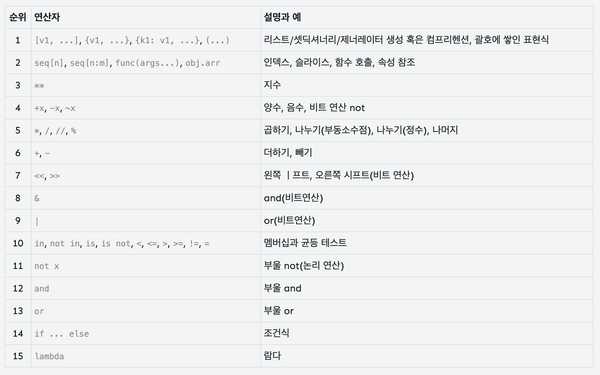 순위 연산자 설명과 예
1 [v1, ...], {v1, ...}, {k1: v1, ...}, (...) 리스트/셋딕셔너리/제너레이터 생성 혹은 컴프리헨션, 괄호에 쌓인 표현식
2 seq[n], seq[n:m], func(args...), obj.arr 인덱스, 슬라이스, 함수 호출, 속성 참조
3 ** 지수
4 +x, -x, ~x 양수, 음수, 비트 연산 not
5 *, /, //, % 곱하기, 나누기(부동소수점), 나누기(정수), 나머지
6 +, - 더하기, 빼기
7 <<, >> 왼쪽 ㅣ프트, 오른쪽 시프트(비트 연산)
8 & and(비트연산)
9 | or(비트연산)
10 in, not in, is, is not, <, <=, >, >=, !=, = 멤버십과 균등 테스트
11 not x 부울 not(논리 연산)
12 and 부울 and
13 or 부울 or
14 if ... else 조건식
15 lambda 람다